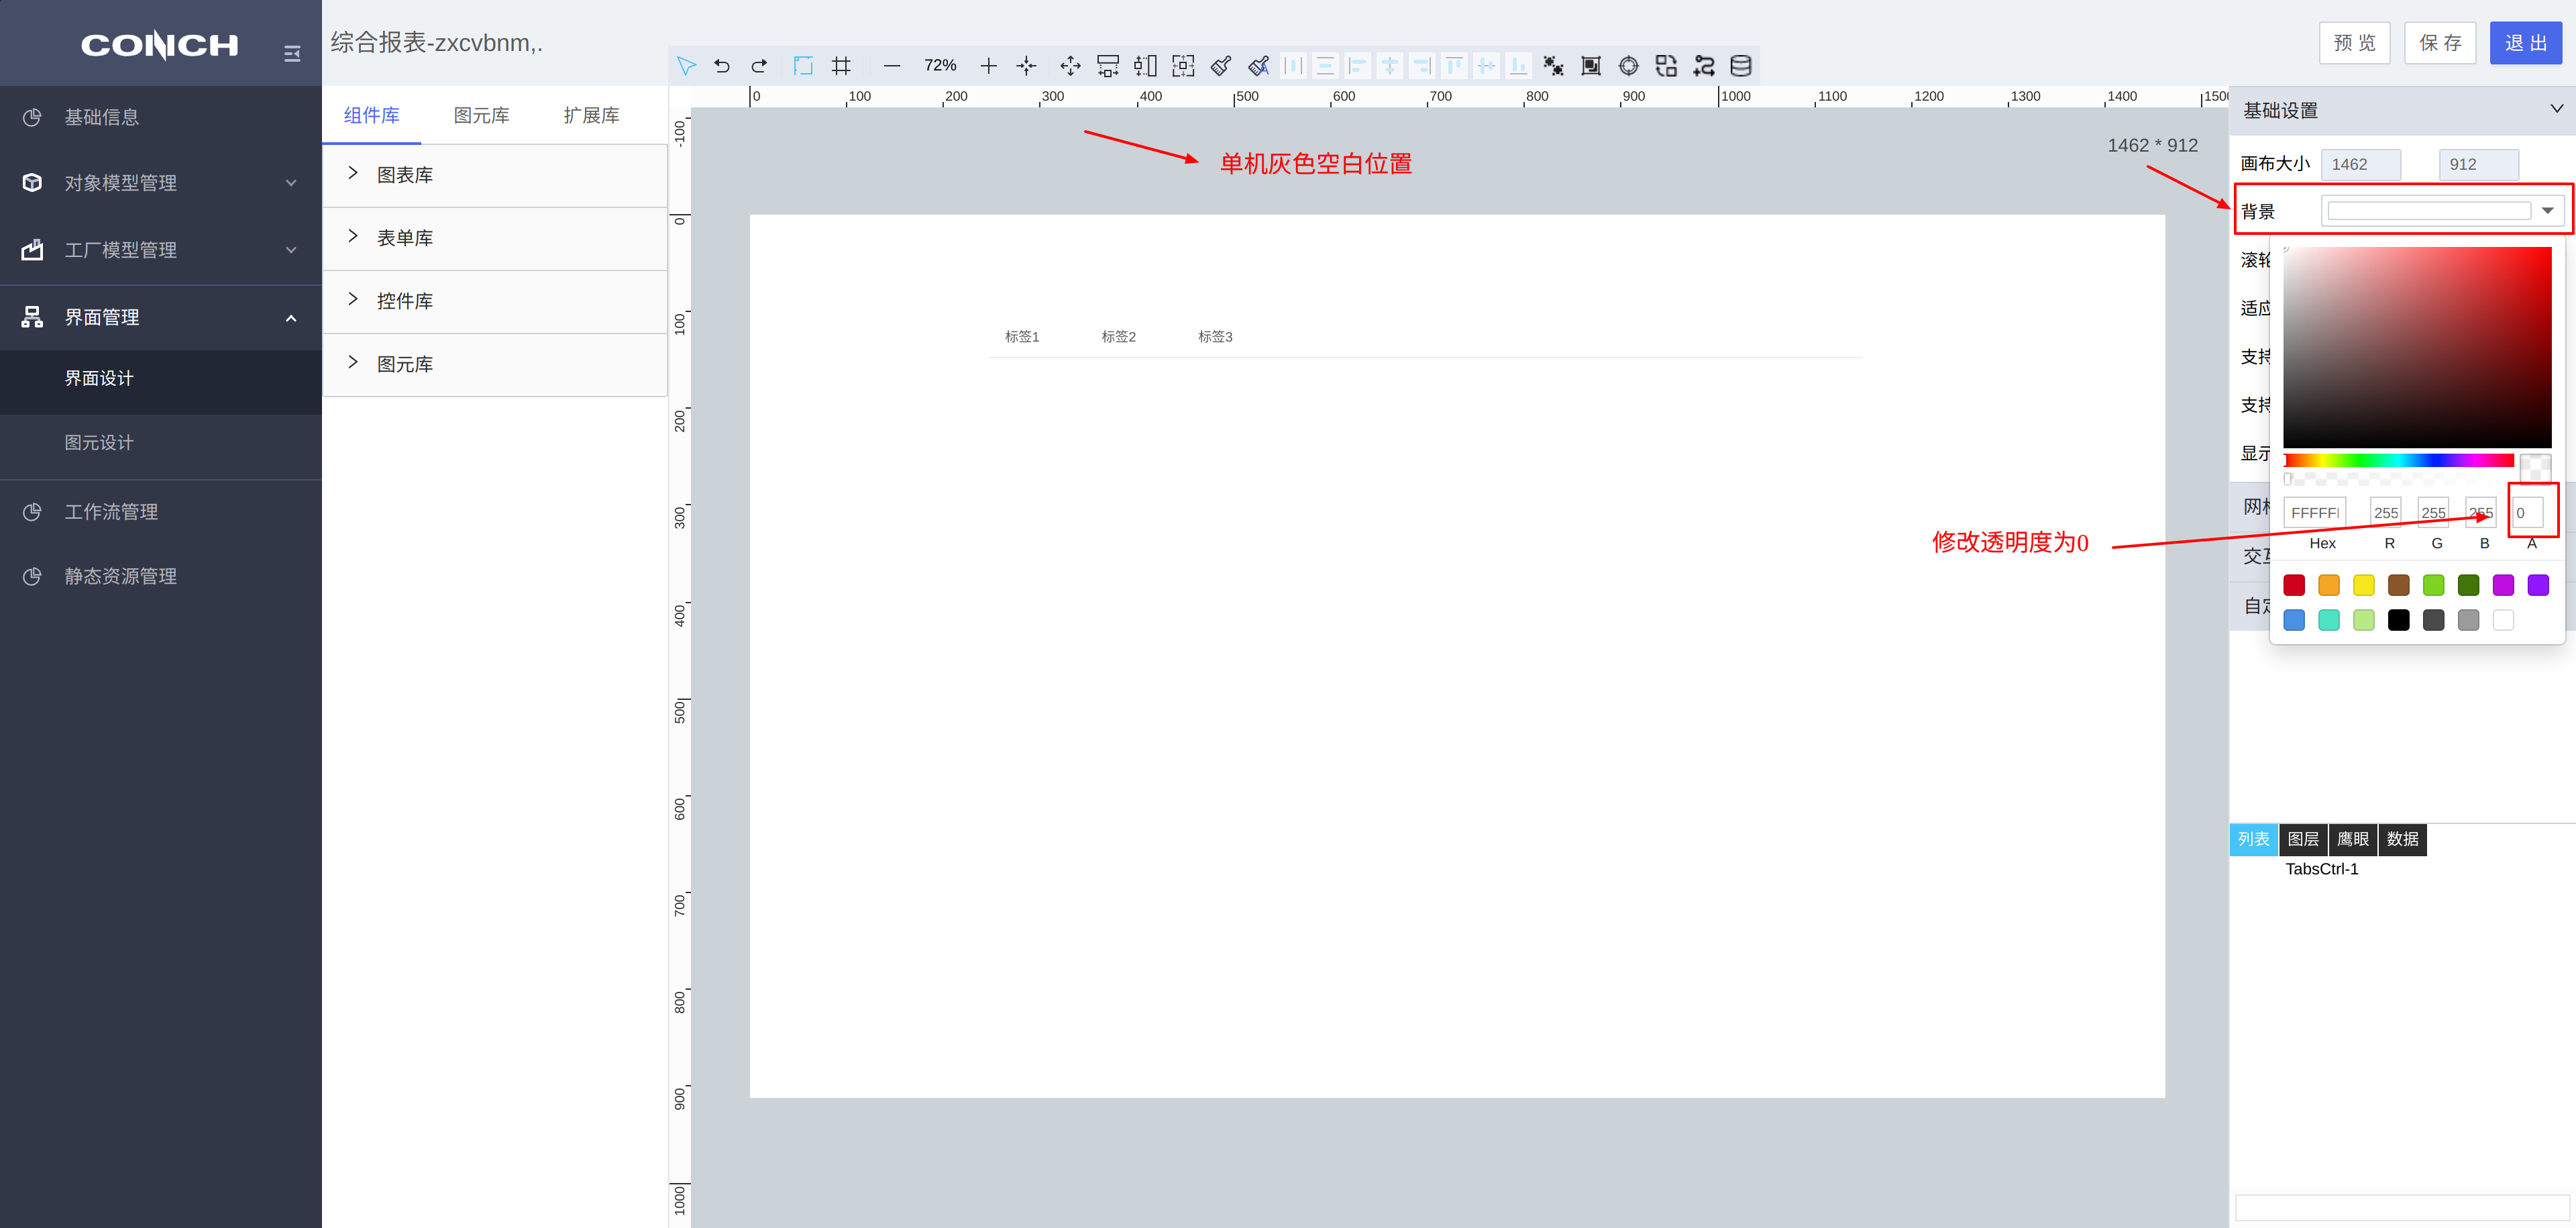 CONCH
综合报表-zxcvbnm,.
预 览
保 存
退 出
72%
基础信息
对象模型管理
工厂模型管理
界面管理
界面设计
图元设计
工作流管理
静态资源管理
组件库
图元库
扩展库
图表库
表单库
控件库
图元库
0
100
200
300
400
500
600
700
800
900
1000
1100
1200
1300
1400
1500
-100
0
100
200
300
400
500
600
700
800
900
1000
单机灰色空白位置
1462 * 912
标签1
标签2
标签3
修改透明度为0
基础设置
画布大小
1462
912
背景
滚轮
适应
支持
支持
显示
网格
交互
自定
FFFFF
255
255
255
0
Hex
R
G
B
A
列表
图层
鹰眼
数据
TabsCtrl-1